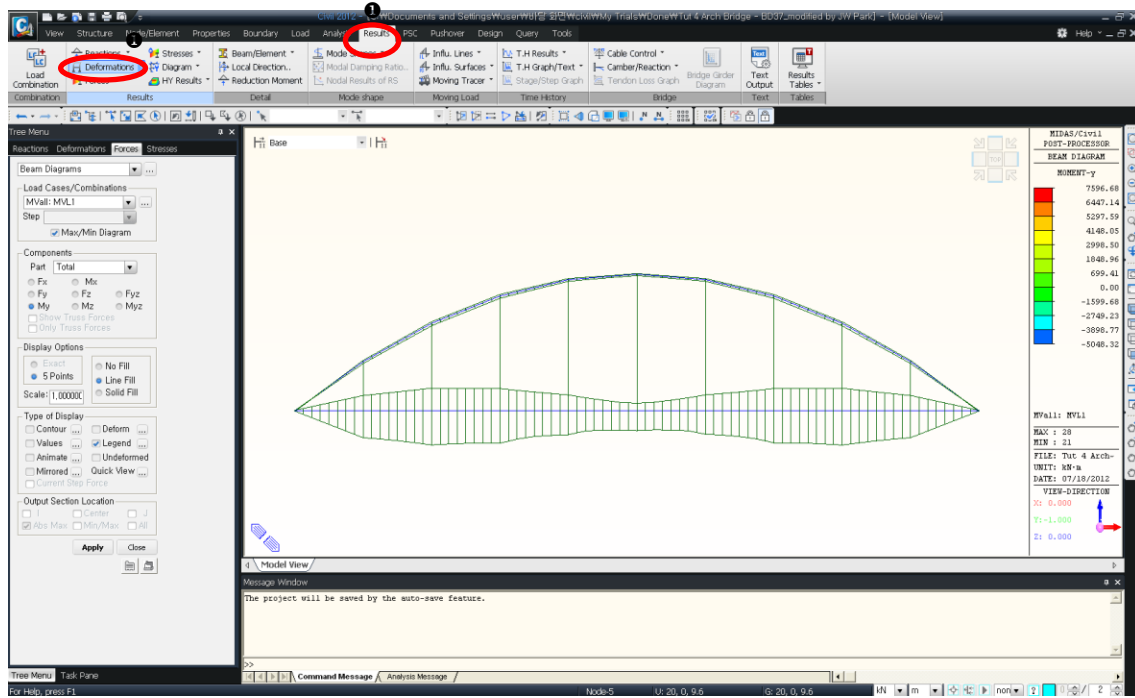 Civil 2012 - [C:\Documents and Settings\user\바탕 화면\civil\My Trials\Done\Tut 4 Arch Bridge - BD37_modified by JW Park] - [Model View]
1
View Structure Node/Element Properties Boundary Load Analysis Results PSC Pushover Design Query Tools Help
1
Load Combination
Reactions
Deformations
Forces
Stresses
Diagram
HY Results
Beam/Element
Local Direction..
Reduction Moment
Mode Shapes
Modal Damping Ratio..
Nodal Results of RS
Influ. Lines
Influ. Surfaces
Moving Tracer
T.H Results
T.H Graph/Text
Stage/Step Graph
Cable Control
Camber/Reaction
Tendon Loss Graph
Bridge Girder Diagram
Text Output
Results Tables
Combination Results Detail Mode shape Moving Load Time History Bridge Text Tables
Tree Menu
Reactions Deformations Forces Stresses
Beam Diagrams
Load Cases/Combinations
MVall: MVL1
Step
Max/Min Diagram
Components
Part Total
Fx Mx
Fy Fz Fyz
My Mz Myz
Show Truss Forces
Only Truss Forces
Display Options
Exact No Fill
5 Points Line Fill
Scale: 1,00000 Solid Fill
Type of Display
Contour Deform
Values Legend
Animate Undeformed
Mirrored Quick View
Current Step Force
Output Section Location
I Center J
Abs Max Min/Max All
Apply Close
Base
TOP
MIDAS/Civil
POST-PROCESSOR
BEAM DIAGRAM
MOMENT-y
7596.68
6447.14
5297.59
4148.05
2998.50
1848.96
699.41
0.00
-1599.68
-2749.23
-3898.77
-5048.32
MVall: MVL1
MAX : 28
MIN : 21
FILE: Tut 4 Arch~
UNIT: kN·m
DATE: 07/18/2012
VIEW-DIRECTION
X: 0.000
Y:-1.000
Z: 0.000
Model View
Message Window
The project will be saved by the auto-save feature.
>>
Command Message Analysis Message
Tree Menu Task Pane
For Help, press F1
Node-5 U: 20, 0, 9.6 G: 20, 0, 9.6 kN m non ? / 2